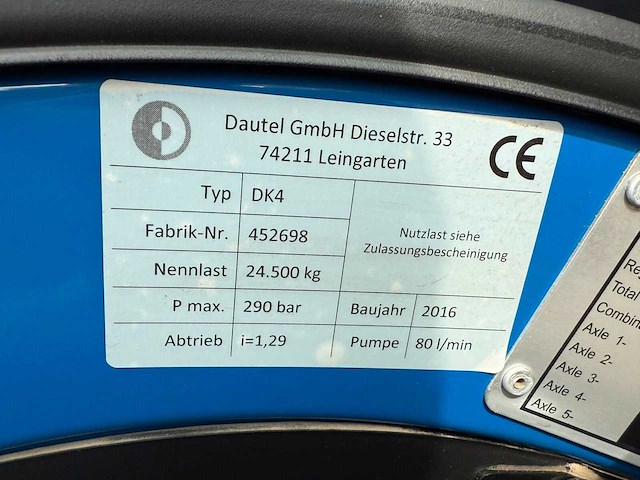 Dautel GmbH Dieselstr. 33
74211 Leingarten
CE
Typ DK4
Fabrik-Nr. 452698
Nennlast 24.500 kg
Nutzlast siehe
Zulassungsbescheinigung
P max. 290 bar Baujahr 2016
Abtrieb i=1,29 Pumpe 80 l/min
Total
Axle 1-
Axle 2-
Axle 3-
Axle 4-
Axle 5-